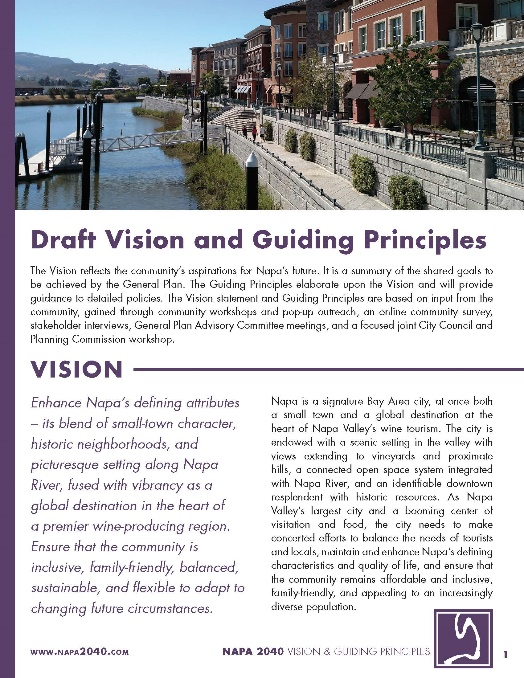 Draft Vision and Guiding Principles
The Vision reflects the community's aspirations for Napa's future. It is a summary of the shared goals to
be achieved by the General Plan. The Guiding Principles elaborate upon the Vision and will provide
guidance to detailed policies. The Vision statement and Guiding Principles are based on input from the
community, gained through community workshops and pop-up outreach, an online community survey,
stakeholder interviews, General Plan Advisory Committee meetings, and a focused joint City Council and
Planning Commission workshop.
VISION
Enhance Napa's defining attributes
– its blend of small-town character,
historic neighborhoods, and
picturesque setting along Napa
River, fused with vibrancy as a
global destination in the heart of
a premier wine-producing region.
Ensure that the community is
inclusive, family-friendly, balanced,
sustainable, and flexible to adapt to
changing future circumstances.
Napa is a signature Bay Area city, at once both
a small town and a global destination at the
heart of Napa Valley's wine tourism. The city is
endowed with a scenic setting in the valley with
views extending to vineyards and proximate
hills, a connected open space system integrated
with Napa River, and an identifiable downtown
resplendent with historic resources. As Napa
Valley's largest city and a booming center of
visitation and food, the city needs to make
concerted efforts to balance the needs of tourists
and locals, maintain and enhance Napa's defining
characteristics and quality of life, and ensure that
the community remains affordable and inclusive,
family-friendly, and appealing to an increasingly
diverse population.
WWW.NAPA2040.COM
NAPA 2040 VISION & GUIDING PRINCIPLES
1